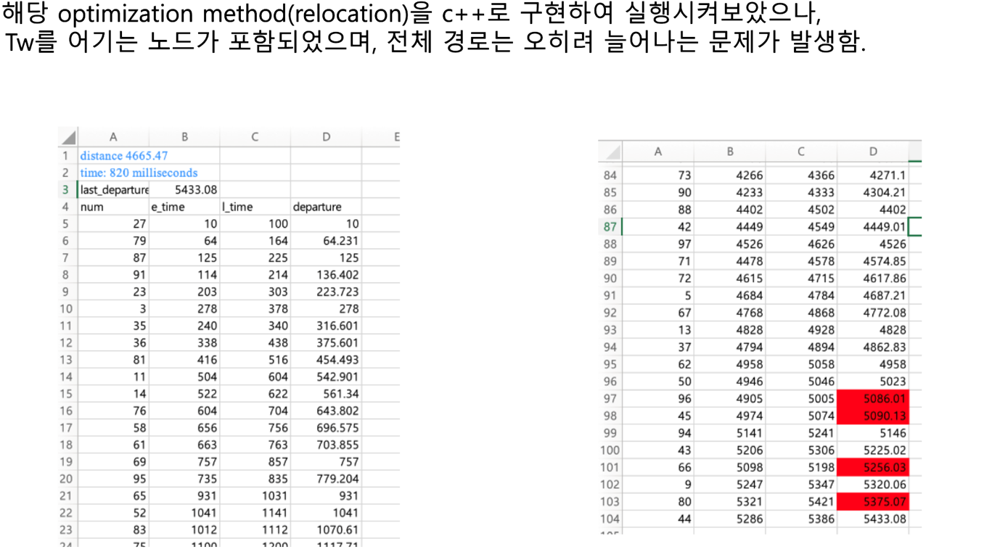 해당 optimization method(relocation)을 c++로 구현하여 실행시켜보았으나,
Tw를 어기는 노드가 포함되었으며, 전체 경로는 오히려 늘어나는 문제가 발생함.
A B C D E
1 distance 4665.47
2 time: 820 milliseconds
3 last_departure 5433.08
4 num e_time l_time departure
5 27 10 100 10
6 79 64 164 64.231
7 87 125 225 125
8 91 114 214 136.402
9 23 203 303 223.723
10 3 278 378 278
11 35 240 340 316.601
12 36 338 438 375.601
13 81 416 516 454.493
14 11 504 604 542.901
15 14 522 622 561.34
16 76 604 704 643.802
17 58 656 756 696.575
18 61 663 763 703.855
19 69 757 857 757
20 95 735 835 779.204
21 65 931 1031 931
22 52 1041 1141 1041
23 83 1012 1112 1070.61
24 75 1100 1200 1117.71
A B C D
84 73 4266 4366 4271.1
85 90 4233 4333 4304.21
86 88 4402 4502 4402
87 42 4449 4549 4449.01
88 97 4526 4626 4526
89 71 4478 4578 4574.85
90 72 4615 4715 4617.86
91 5 4684 4784 4687.21
92 67 4768 4868 4772.08
93 13 4828 4928 4828
94 37 4794 4894 4862.83
95 62 4958 5058 4958
96 50 4946 5046 5023
97 96 4905 5005 5086.01
98 45 4974 5074 5090.13
99 94 5141 5241 5146
100 43 5206 5306 5225.02
101 66 5098 5198 5256.03
102 9 5247 5347 5320.06
103 80 5321 5421 5375.07
104 44 5286 5386 5433.08